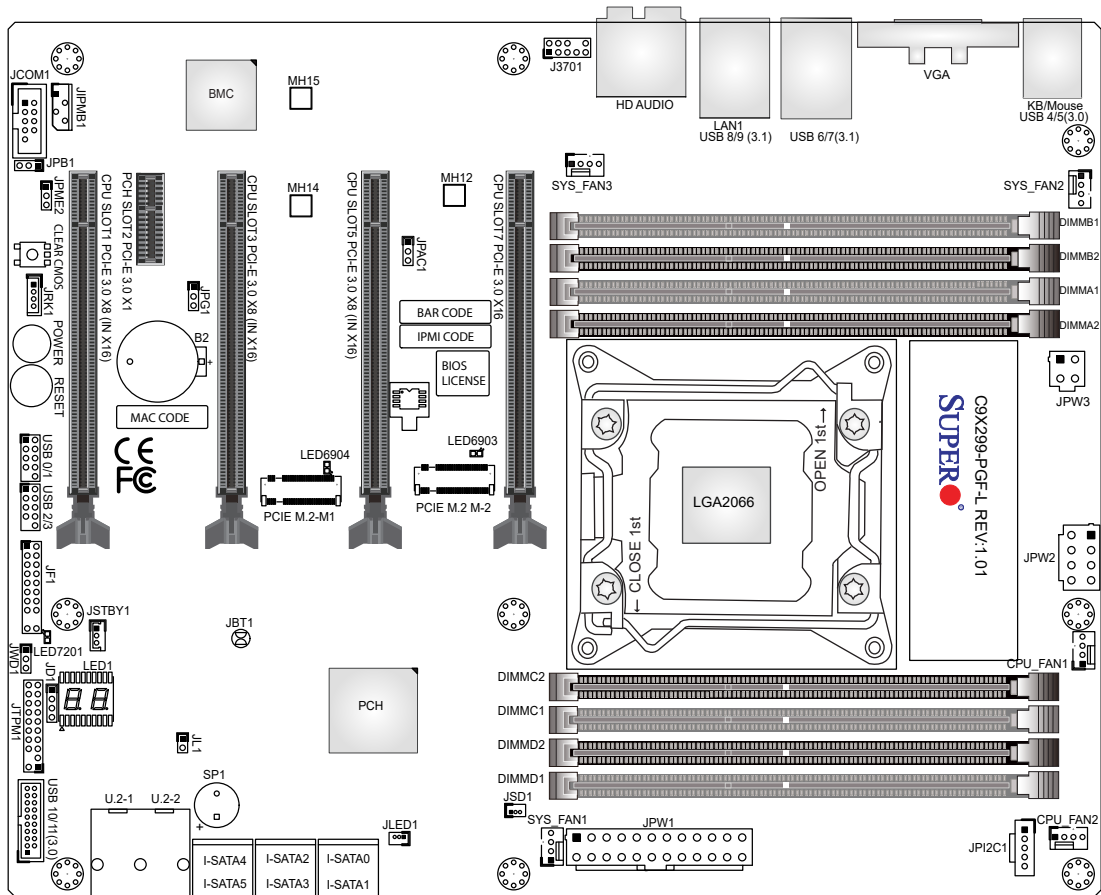 JCOM1
JIPMB1
BMC
MH15
J3701
HD AUDIO
LAN1
USB 8/9 (3.1)
USB 6/7(3.1)
VGA
KB/Mouse
USB 4/5(3.0)
JPB1
JPME2
CPU SLOT1 PCI-E 3.0 X8 (IN X16)
PCH SLOT2 PCI-E 3.0 X1
CPU SLOT3 PCI-E 3.0 X8 (IN X16)
MH14
CPU SLOT5 PCI-E 3.0 X8 (IN X16)
MH12
CPU SLOT7 PCI-E 3.0 X16
SYS_FAN3
SYS_FAN2
DIMMB1
DIMMB2
DIMMA1
DIMMA2
CLEAR CMOS
JRK1
JPG1
JPAC1
BAR CODE
IPMI CODE
BIOS
LICENSE
POWER
RESET
B2
+
MAC CODE
CE
FC
JPW3
C9X299-PGF-L REV:1.01
SUPER
OPEN 1st→
LGA2066
←CLOSE 1st
USB 0/1
USB 2/3
LED6904
PCIE M.2-M1
LED6903
PCIE M.2 M-2
JPW2
JF1
JSTBY1
JBT1
LED7201
JWD1
JD1
LED1
88
JTPM1
PCH
CPU_FAN1
DIMMC2
DIMMC1
DIMMD2
DIMMD1
JL1
SP1
+
USB 10/11(3.0)
U.2-1
U.2-2
JLED1
I-SATA4
I-SATA5
I-SATA2
I-SATA3
I-SATA0
I-SATA1
JSD1
SYS_FAN1
JPW1
JPI2C1
CPU_FAN2